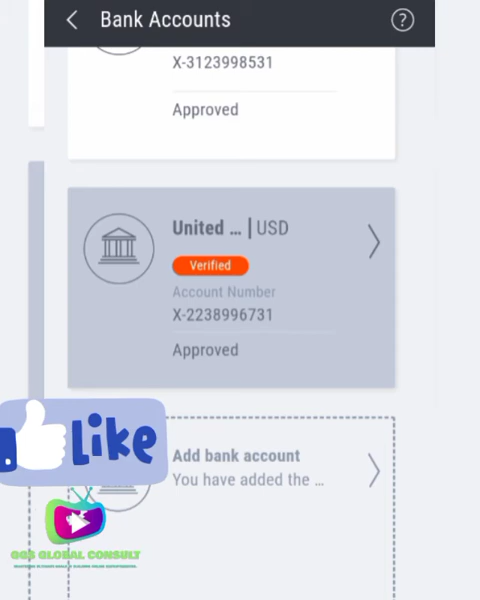 Bank Accounts
?
X-3123998531
Approved
United ... | USD
Verified
Account Number
X-2238996731
Approved
Like
Add bank account
You have added the ...
GGB GLOBAL CONSULT